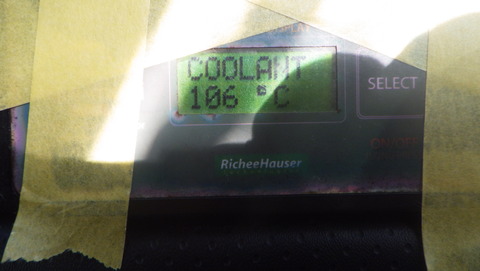 COOLANT
106 °C
SELECT
RicheeHauser